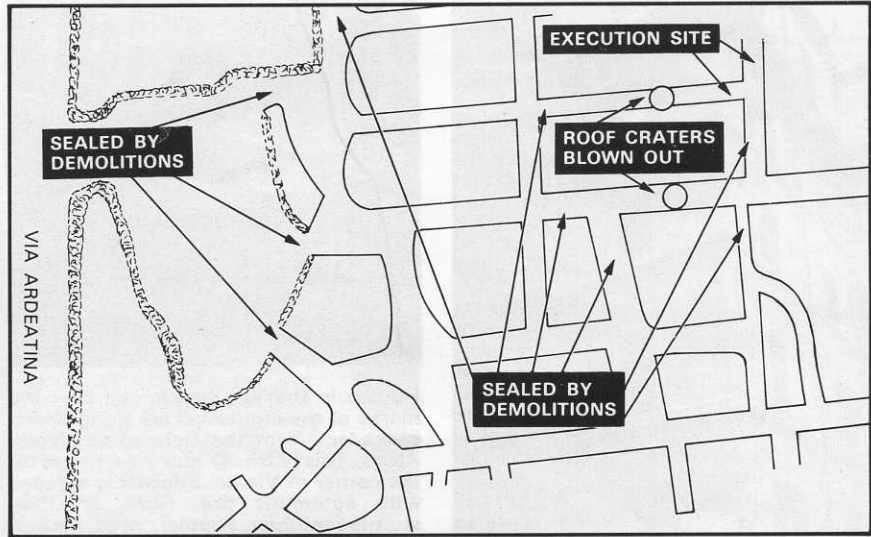 EXECUTION SITE
SEALED BY
DEMOLITIONS
ROOF CRATERS
BLOWN OUT
VIA ARDEATINA
SEALED BY
DEMOLITIONS